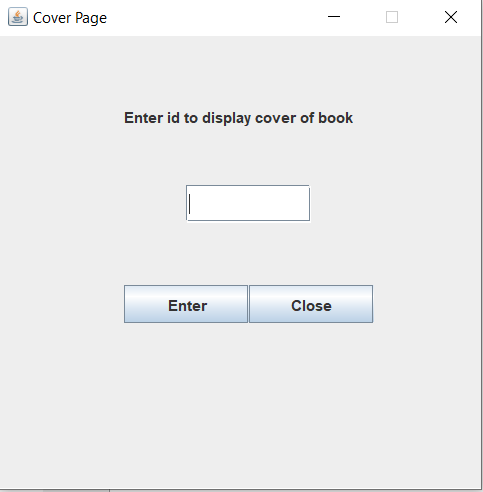 Cover Page
Enter id to display cover of book
Enter
Close